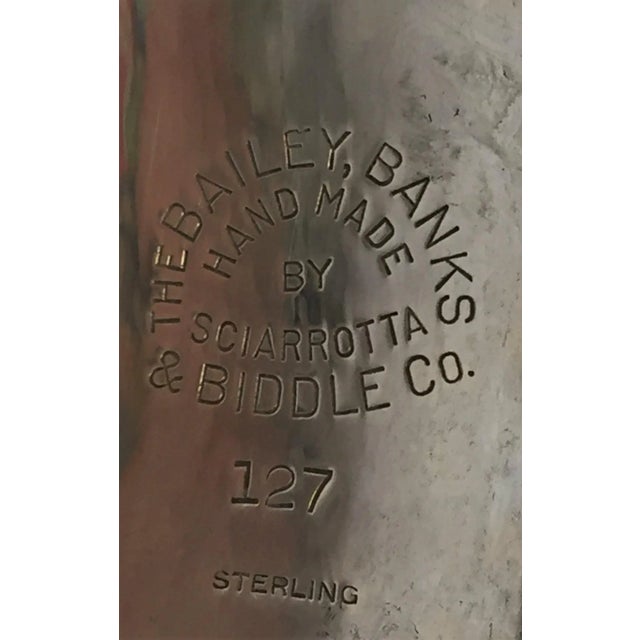 THE BAILEY, BANKS
& BIDDLE CO.
HAND MADE
BY
SCIARROTTA
127
STERLING